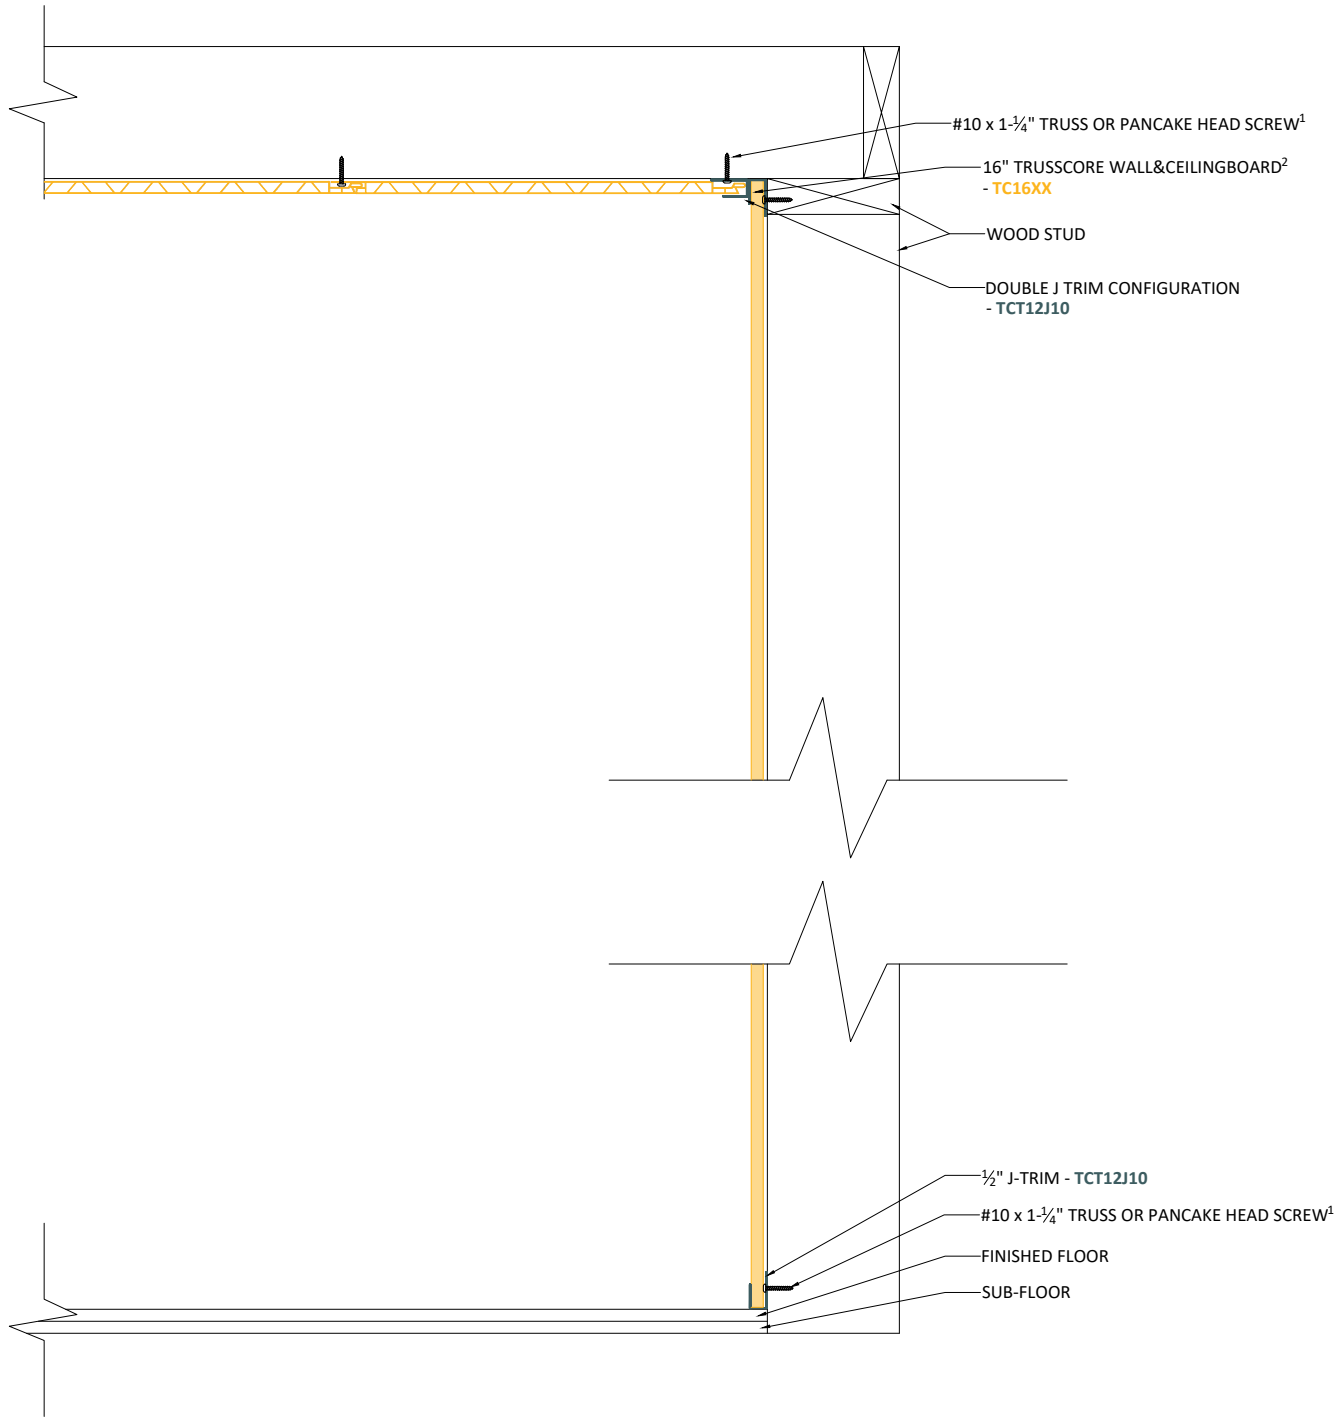 #10 x 1-¼" TRUSS OR PANCAKE HEAD SCREW¹
16" TRUSSCORE WALL&CEILINGBOARD²
- TC16XX
WOOD STUD
DOUBLE J TRIM CONFIGURATION
- TCT12J10
½" J-TRIM - TCT12J10
#10 x 1-¼" TRUSS OR PANCAKE HEAD SCREW¹
FINISHED FLOOR
SUB-FLOOR